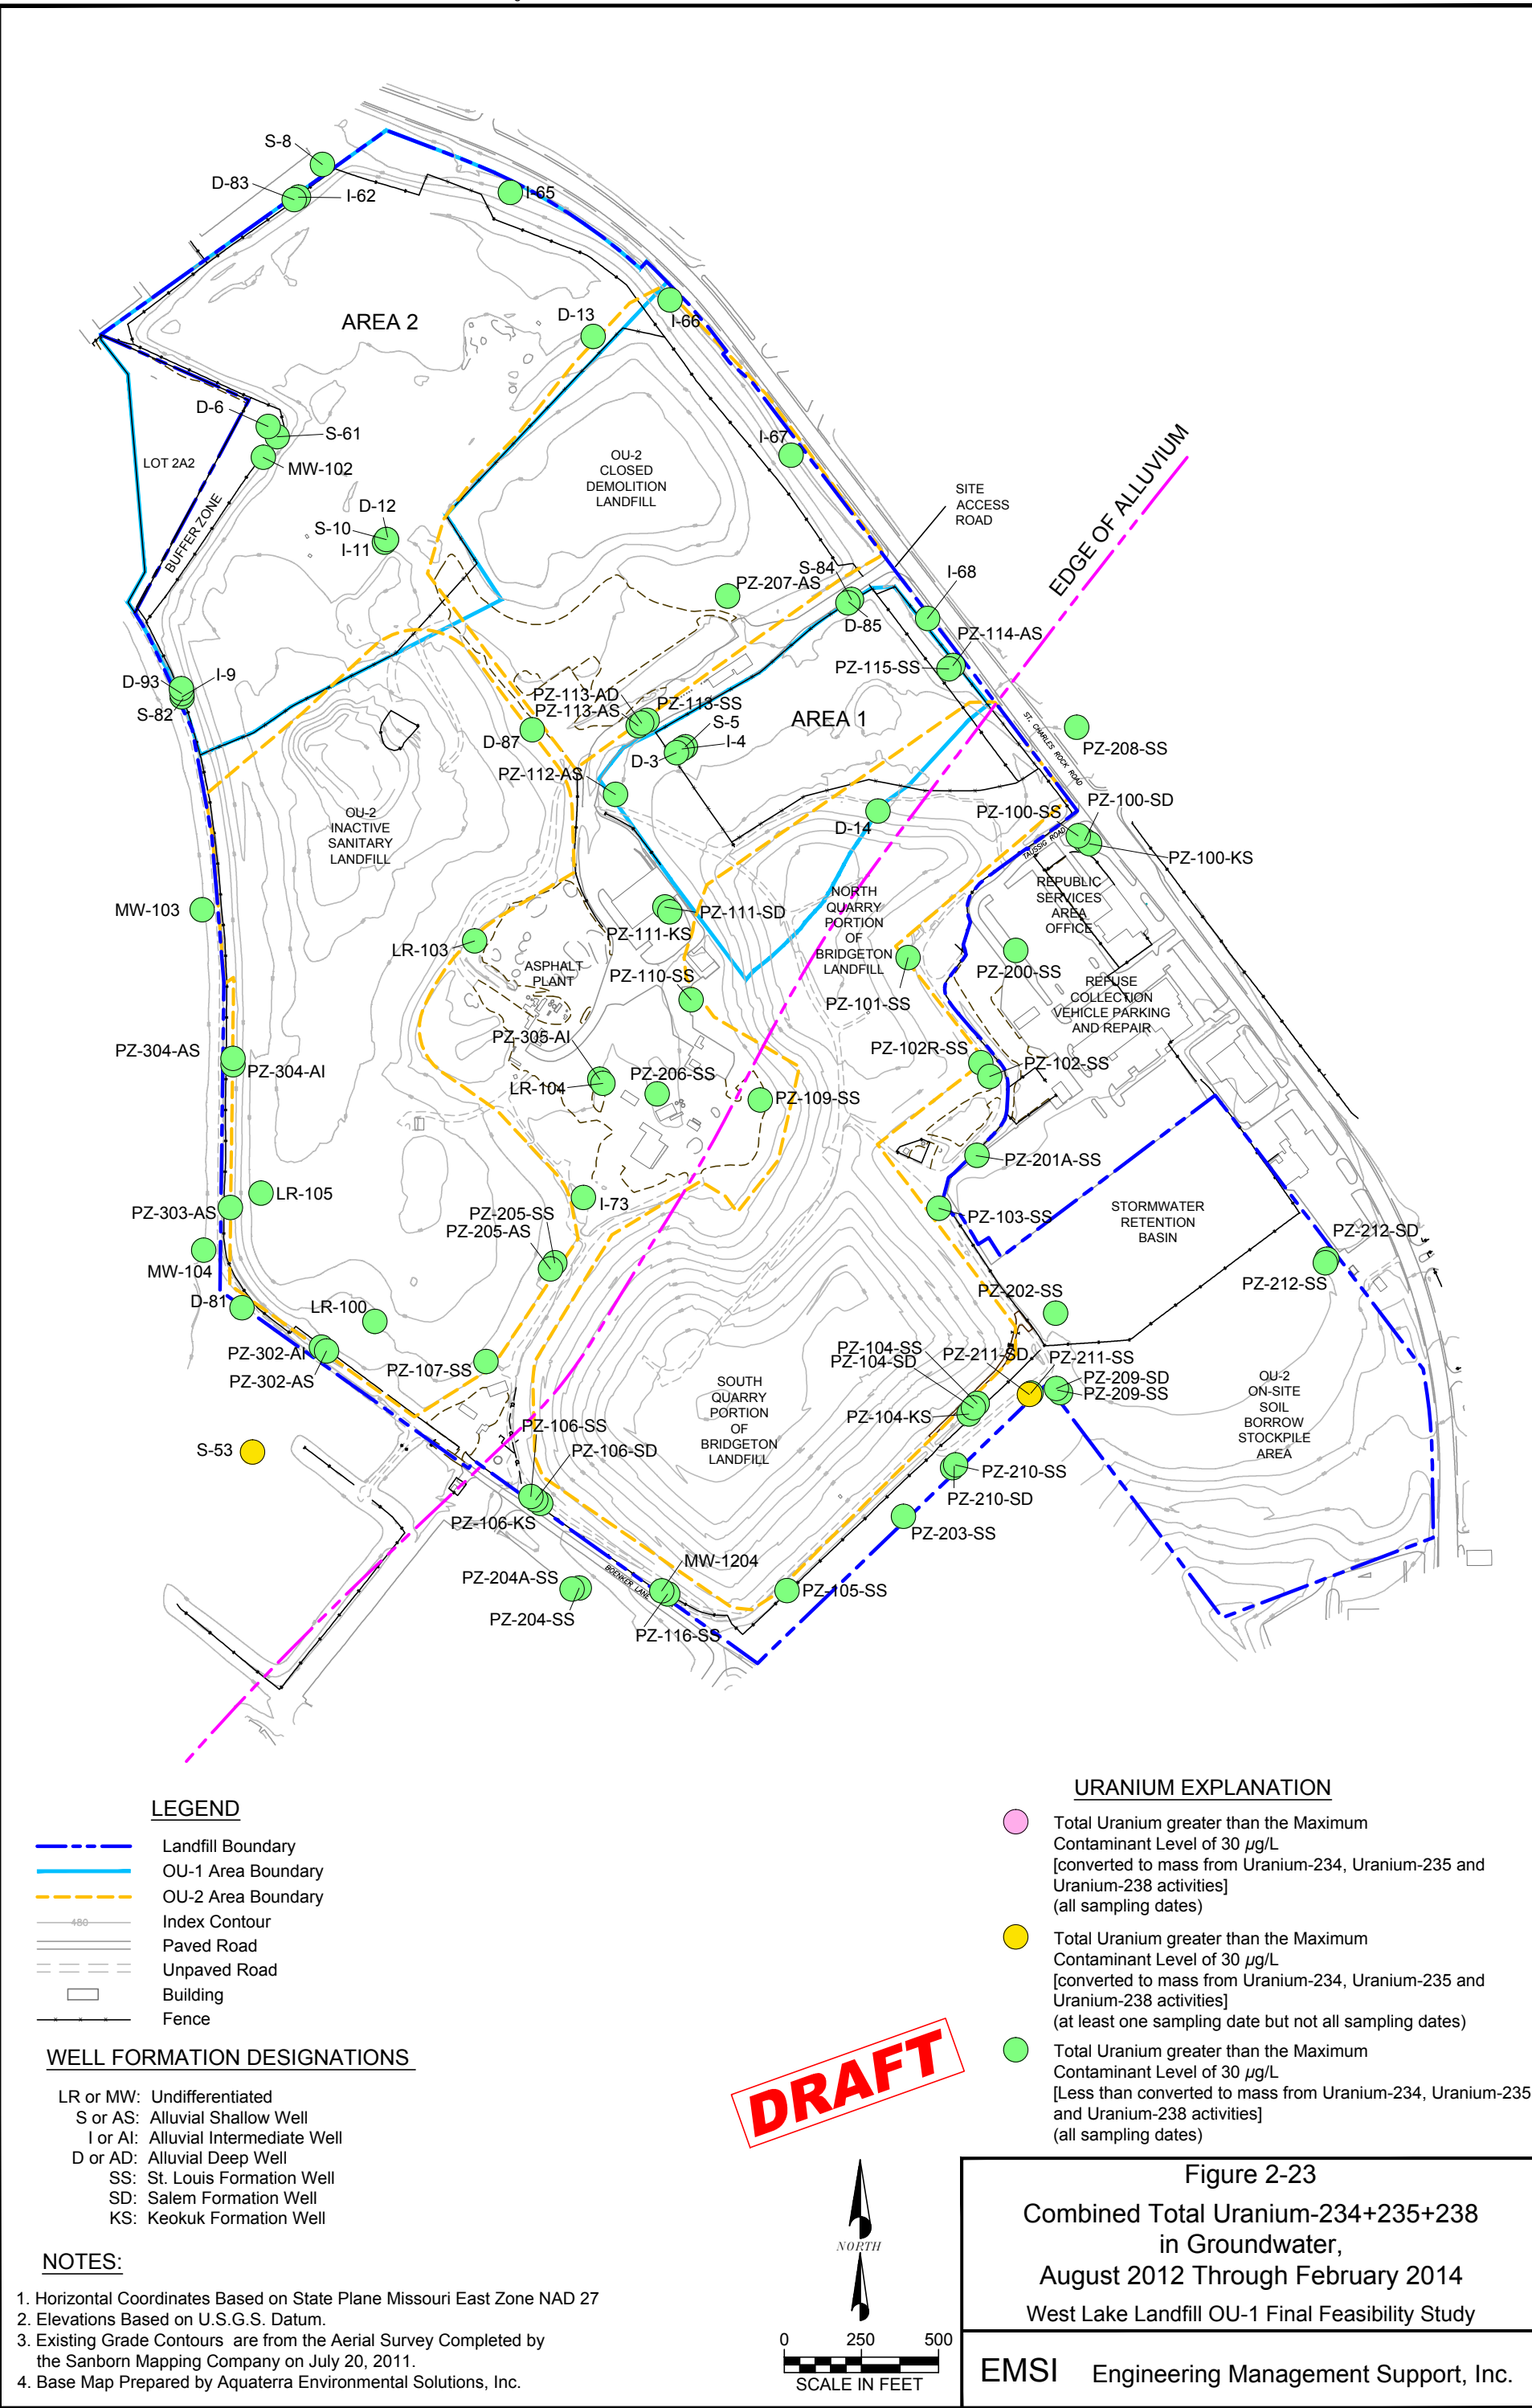 S-8
D-83
I-62
I-65
AREA 2
D-13
I-66
D-6
S-61
LOT 2A2
MW-102
BUFFER ZONE
D-12
S-10
I-11
OU-2
CLOSED
DEMOLITION
LANDFILL
I-67
SITE
ACCESS
ROAD
EDGE OF ALLUVIUM
S-84
I-68
PZ-207-AS
D-85
PZ-114-AS
PZ-115-SS
D-93
I-9
S-82
PZ-113-AD
PZ-113-AS
PZ-113-SS
S-5
I-4
D-3
AREA 1
D-87
PZ-112-AS
ST. CHARLES ROCK ROAD
PZ-208-SS
PZ-100-SS
PZ-100-SD
D-14
TAUSSIG ROAD
PZ-100-KS
OU-2
INACTIVE
SANITARY
LANDFILL
MW-103
LR-103
PZ-111-SD
PZ-111-KS
NORTH
QUARRY
PORTION
OF
BRIDGETON
LANDFILL
REPUBLIC
SERVICES
AREA
OFFICE
ASPHALT
PLANT
PZ-110-SS
PZ-101-SS
PZ-200-SS
REFUSE
COLLECTION
VEHICLE PARKING
AND REPAIR
PZ-304-AS
PZ-304-AI
PZ-305-AI
LR-104
PZ-206-SS
PZ-109-SS
PZ-102R-SS
PZ-102-SS
PZ-201A-SS
LR-105
PZ-303-AS
I-73
PZ-205-SS
PZ-205-AS
PZ-103-SS
STORMWATER
RETENTION
BASIN
PZ-212-SD
PZ-212-SS
MW-104
D-81
LR-100
PZ-302-AI
PZ-302-AS
PZ-107-SS
PZ-202-SS
PZ-104-SS
PZ-104-SD
PZ-211-SD
PZ-211-SS
PZ-209-SD
PZ-209-SS
PZ-104-KS
SOUTH
QUARRY
PORTION
OF
BRIDGETON
LANDFILL
OU-2
ON-SITE
SOIL
BORROW
STOCKPILE
AREA
S-53
PZ-106-SS
PZ-106-SD
PZ-106-KS
PZ-210-SS
PZ-210-SD
PZ-203-SS
MW-1204
BOENKER LANE
PZ-204A-SS
PZ-204-SS
PZ-116-SS
PZ-105-SS
LEGEND
Landfill Boundary
OU-1 Area Boundary
OU-2 Area Boundary
480 Index Contour
Paved Road
Unpaved Road
Building
Fence
WELL FORMATION DESIGNATIONS
LR or MW: Undifferentiated
S or AS: Alluvial Shallow Well
I or AI: Alluvial Intermediate Well
D or AD: Alluvial Deep Well
SS: St. Louis Formation Well
SD: Salem Formation Well
KS: Keokuk Formation Well
NOTES:
1. Horizontal Coordinates Based on State Plane Missouri East Zone NAD 27
2. Elevations Based on U.S.G.S. Datum.
3. Existing Grade Contours are from the Aerial Survey Completed by
the Sanborn Mapping Company on July 20, 2011.
4. Base Map Prepared by Aquaterra Environmental Solutions, Inc.
URANIUM EXPLANATION
Total Uranium greater than the Maximum
Contaminant Level of 30 µg/L
[converted to mass from Uranium-234, Uranium-235 and
Uranium-238 activities]
(all sampling dates)
Total Uranium greater than the Maximum
Contaminant Level of 30 µg/L
[converted to mass from Uranium-234, Uranium-235 and
Uranium-238 activities]
(at least one sampling date but not all sampling dates)
Total Uranium greater than the Maximum
Contaminant Level of 30 µg/L
[Less than converted to mass from Uranium-234, Uranium-235
and Uranium-238 activities]
(all sampling dates)
DRAFT
NORTH
0 250 500
SCALE IN FEET
Figure 2-23
Combined Total Uranium-234+235+238
in Groundwater,
August 2012 Through February 2014
West Lake Landfill OU-1 Final Feasibility Study
EMSI Engineering Management Support, Inc.